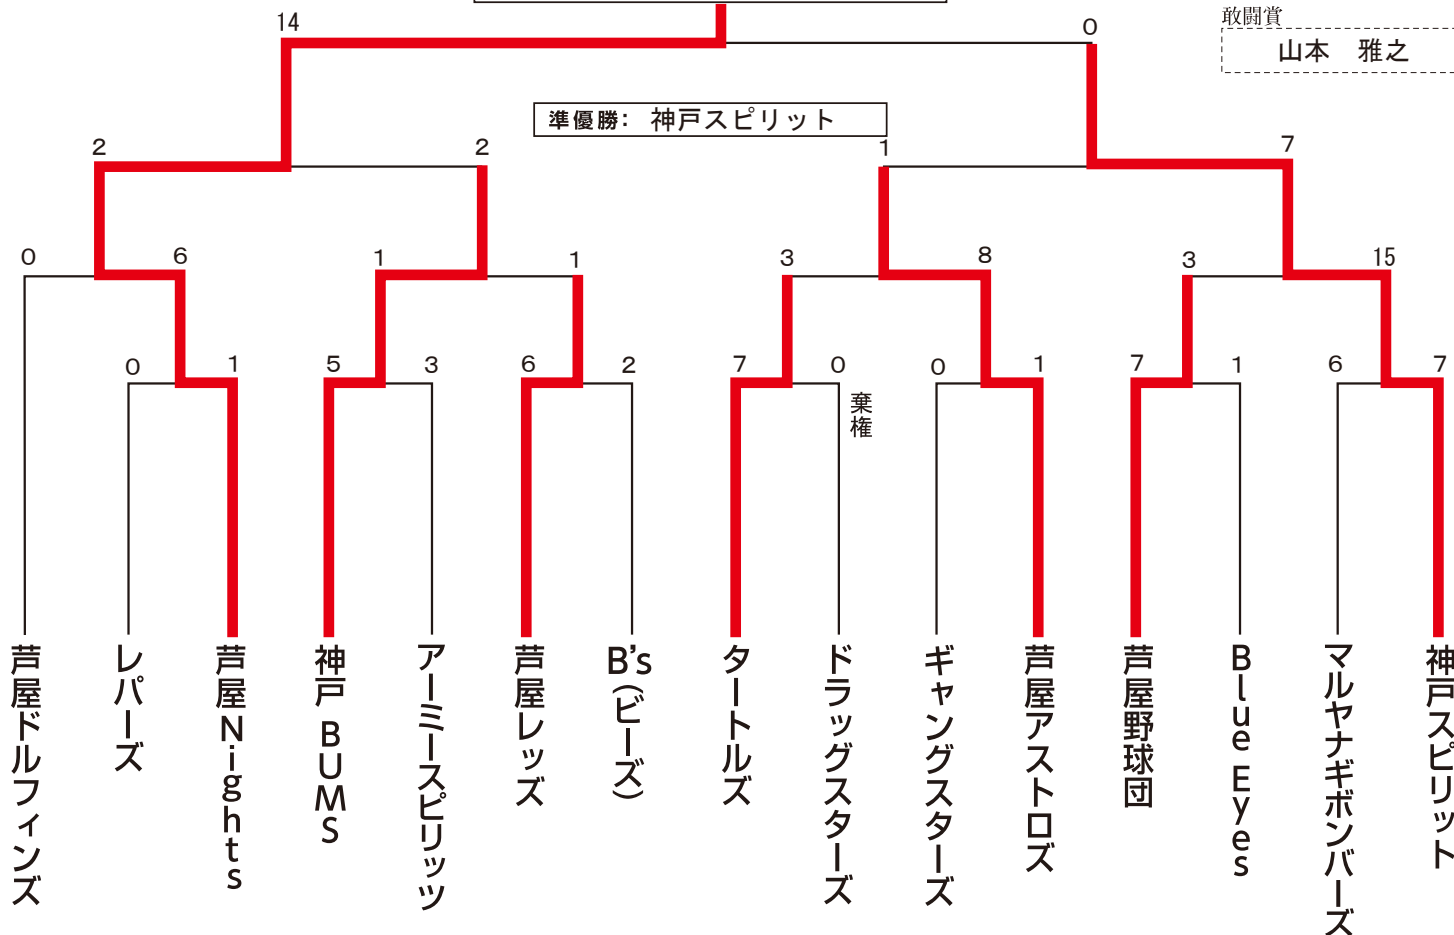 敢闘賞
山本　雅之
14
0
準優勝： 神戸スピリット
2
2
1
7
0
6
1
1
3
8
3
15
0
1
5
3
6
2
7
0
0
1
7
1
6
7
棄権
芦屋ドルフィンズ
レパーズ
芦屋Nights
神戸 BUMS
アーミースピリッツ
芦屋レッズ
B's（ビーズ）
タートルズ
ドラッグスターズ
ギャングスターズ
芦屋アストロズ
芦屋野球団
Blue Eyes
マルヤナギボンバーズ
神戸スピリット